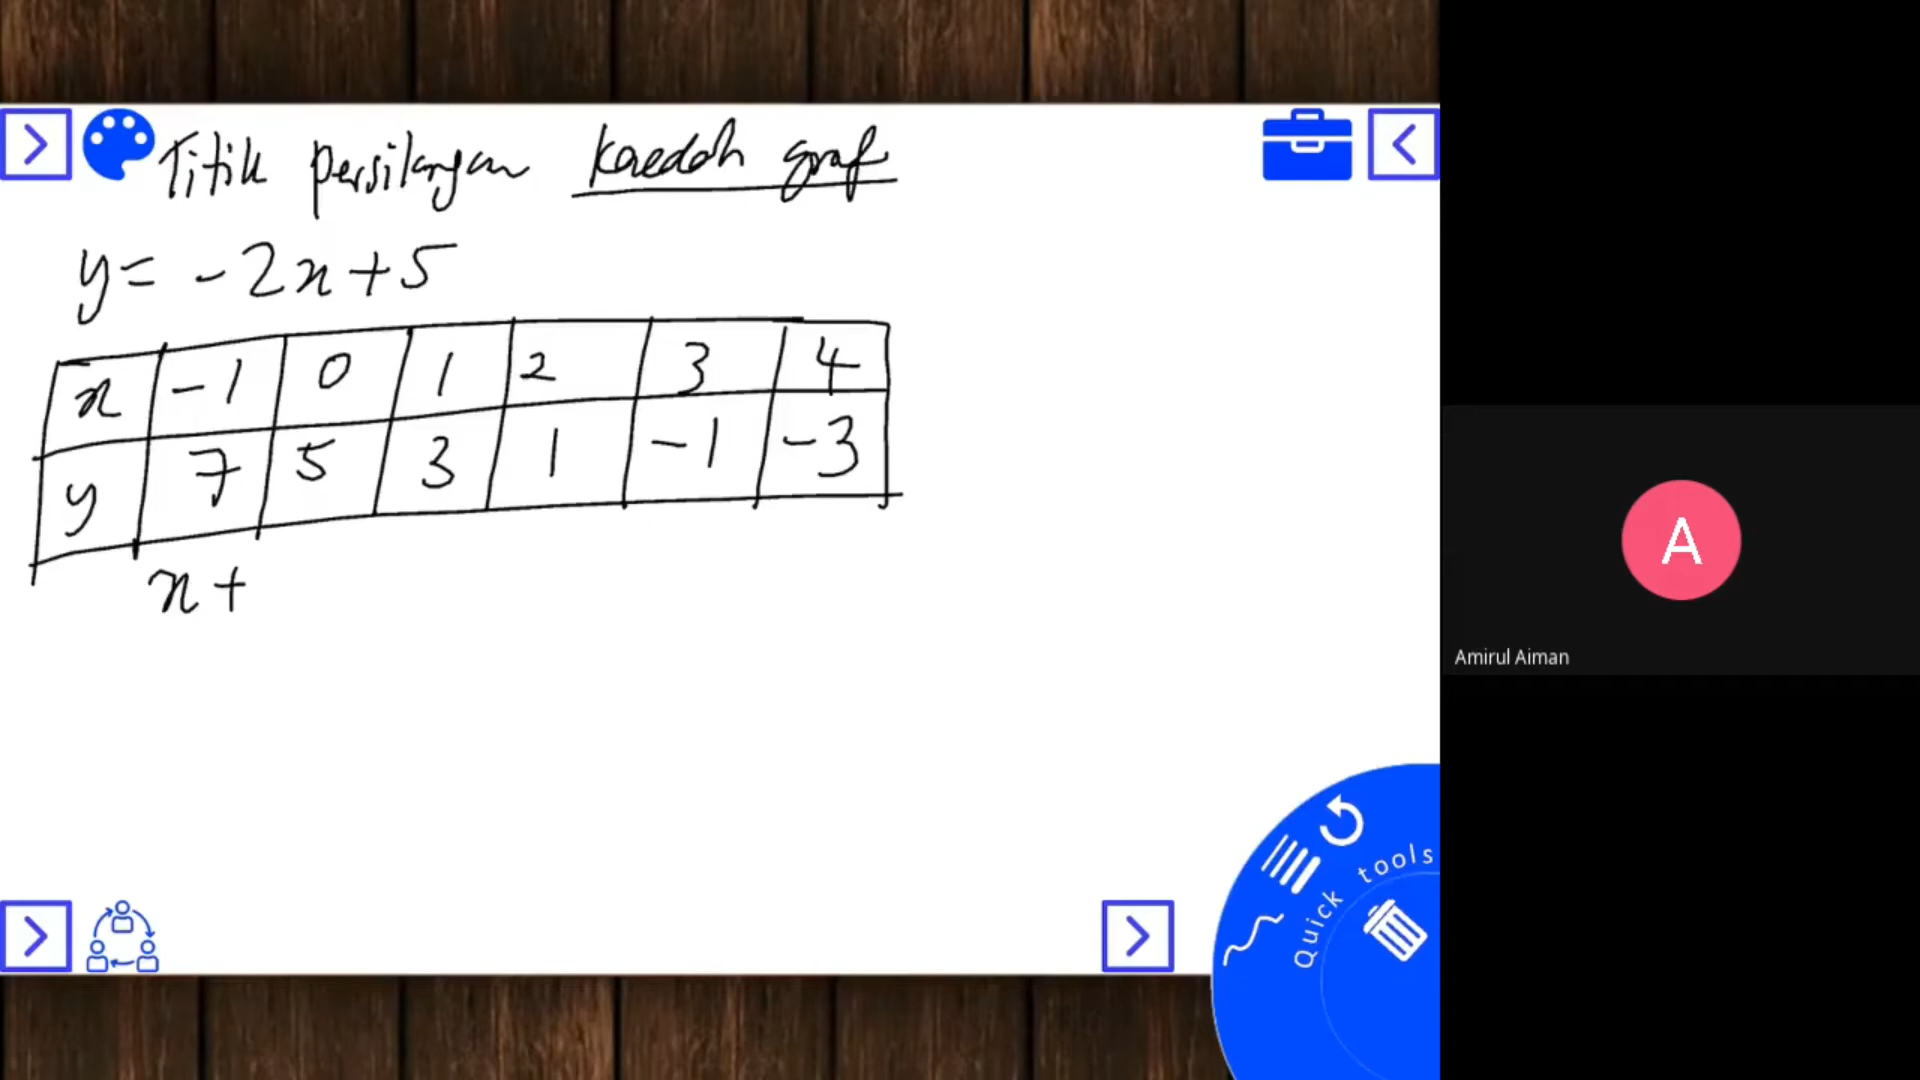 Titik persilangan kaedah graf
y = -2x+5
x -1 0 1 2 3 4
y 7 5 3 1 -1 -3
x +
Quick tools
A
Amirul Aiman